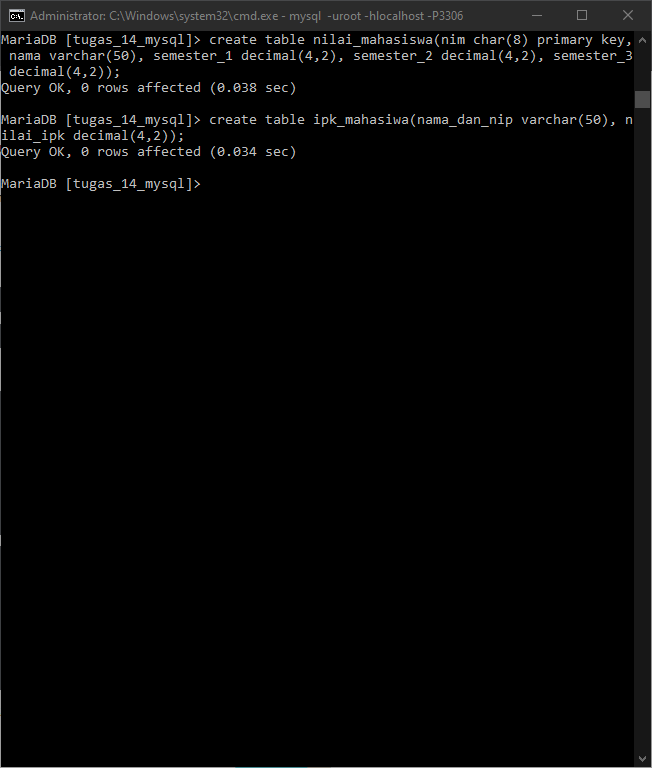 Administrator: C:\Windows\system32\cmd.exe - mysql -uroot -hlocalhost -P3306
MariaDB [tugas_14_mysql]> create table nilai_mahasiswa(nim char(8) primary key,
 nama varchar(50), semester_1 decimal(4,2), semester_2 decimal(4,2), semester_3
 decimal(4,2));
Query OK, 0 rows affected (0.038 sec)
MariaDB [tugas_14_mysql]> create table ipk_mahasiwa(nama_dan_nip varchar(50), n
ilai_ipk decimal(4,2));
Query OK, 0 rows affected (0.034 sec)
MariaDB [tugas_14_mysql]>